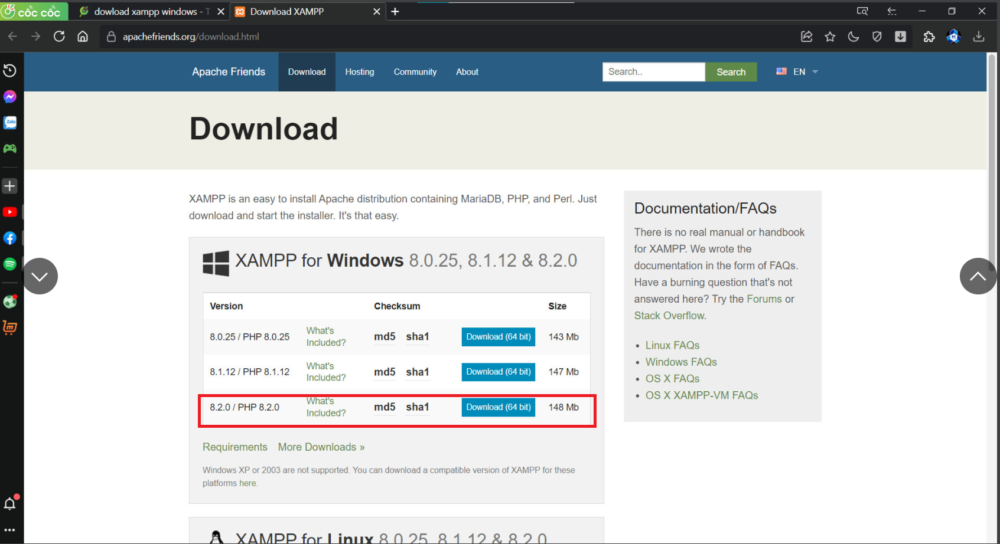 cốc cốc
dowload xampp windows - T
Download XAMPP
apachefriends.org/download.html
Apache Friends
Download
Hosting
Community
About
Search..
Search
EN
Zalo
Download
XAMPP is an easy to install Apache distribution containing MariaDB, PHP, and Perl. Just
download and start the installer. It's that easy.
XAMPP for Windows 8.0.25, 8.1.12 & 8.2.0
Version Checksum Size
8.0.25 / PHP 8.0.25 What's Included? md5 sha1 Download (64 bit) 143 Mb
8.1.12 / PHP 8.1.12 What's Included? md5 sha1 Download (64 bit) 147 Mb
8.2.0 / PHP 8.2.0 What's Included? md5 sha1 Download (64 bit) 148 Mb
Requirements More Downloads »
Windows XP or 2003 are not supported. You can download a compatible version of XAMPP for these
platforms here.
XAMPP for Linux 8.0.25, 8.1.12 & 8.2.0
Documentation/FAQs
There is no real manual or handbook
for XAMPP. We wrote the
documentation in the form of FAQs.
Have a burning question that's not
answered here? Try the Forums or
Stack Overflow.
• Linux FAQs
• Windows FAQs
• OS X FAQs
• OS X XAMPP-VM FAQs